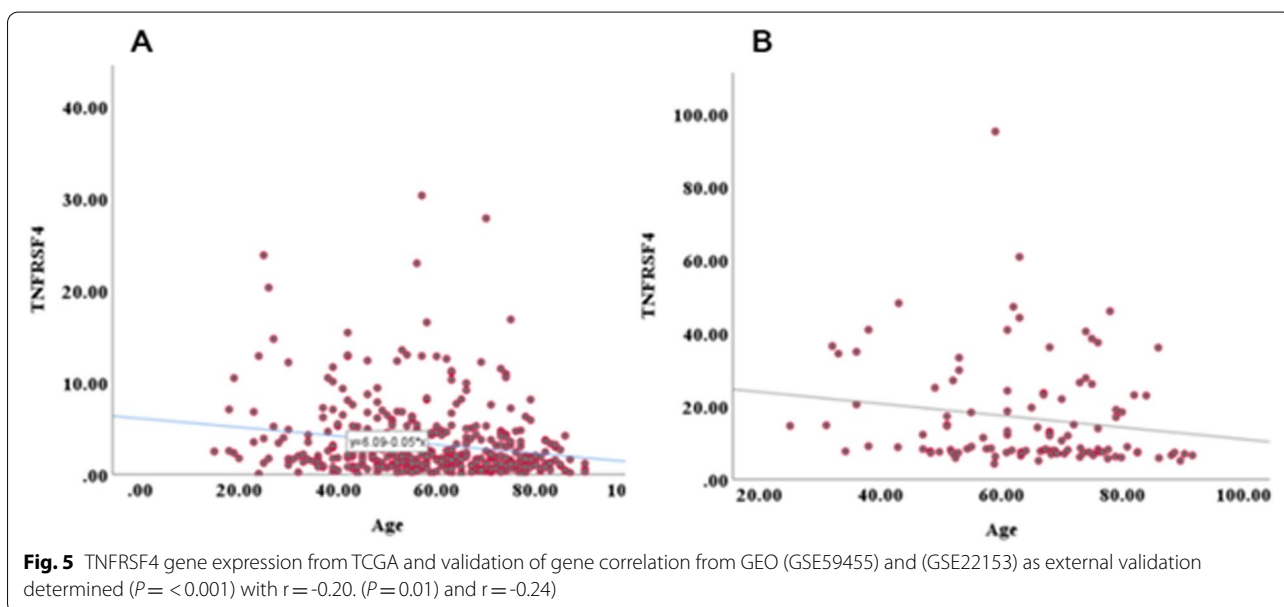 A
B
TNFRSF4
40.00
30.00
20.00
10.00
.00
y=6.09-0.05*x
.00 20.00 40.00 60.00 80.00 10
Age
TNFRSF4
100.00
80.00
60.00
40.00
20.00
.00
20.00 40.00 60.00 80.00 100.00
Age
Fig. 5 TNFRSF4 gene expression from TCGA and validation of gene correlation from GEO (GSE59455) and (GSE22153) as external validation
determined (P = < 0.001) with r = -0.20. (P = 0.01) and r = -0.24)